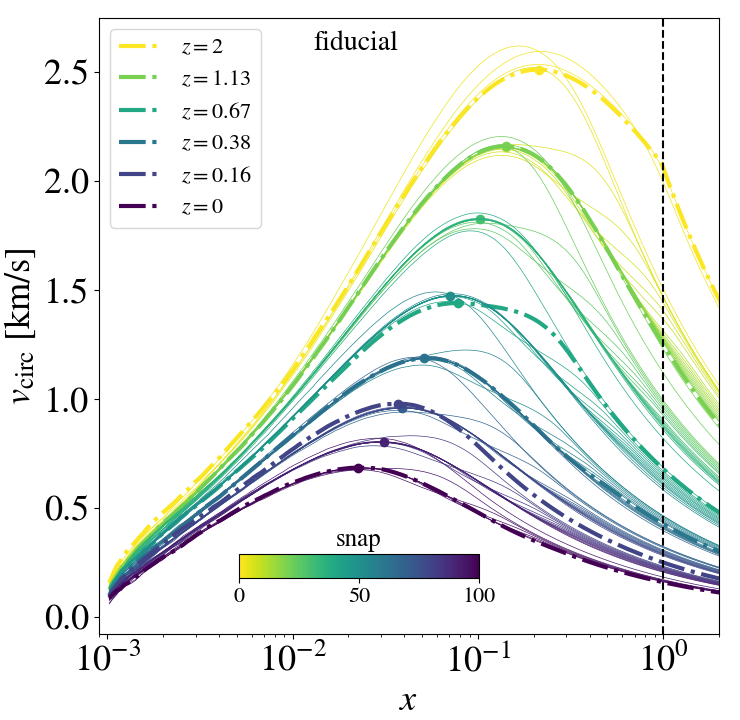 fiducial
z = 2
z = 1.13
z = 0.67
z = 0.38
z = 0.16
z = 0
2.5
2.0
1.5
1.0
0.5
0.0
v_circ [km/s]
snap
0 50 100
10^{-3} 10^{-2} 10^{-1} 10^{0}
x